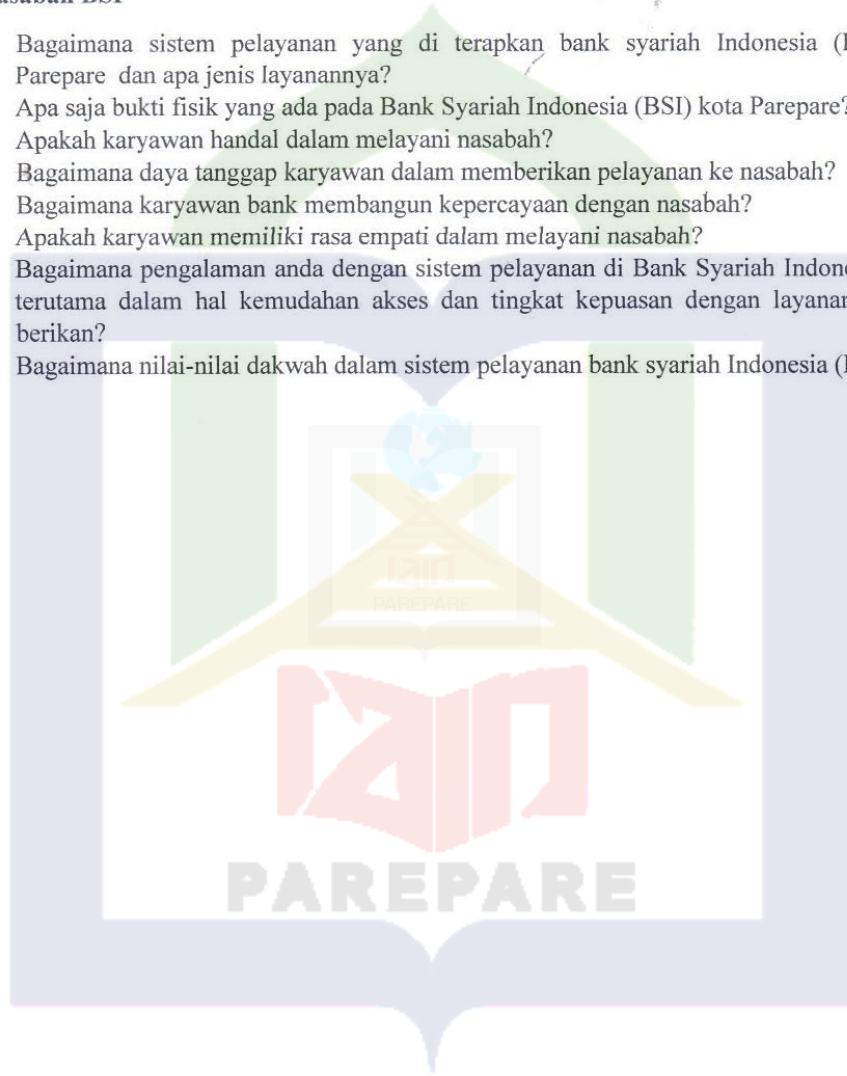 BSI
Bagaimana sistem pelayanan yang di terapkan bank syariah Indonesia (
Parepare dan apa jenis layanannya?
Apa saja bukti fisik yang ada pada Bank Syariah Indonesia (BSI) kota Parepare?
Apakah karyawan handal dalam melayani nasabah?
Bagaimana daya tanggap karyawan dalam memberikan pelayanan ke nasabah?
Bagaimana karyawan bank membangun kepercayaan dengan nasabah?
Apakah karyawan memiliki rasa empati dalam melayani nasabah?
Bagaimana pengalaman anda dengan sistem pelayanan di Bank Syariah
terutama dalam hal kemudahan akses dan tingkat kepuasan dengan
berikan?
Bagaimana nilai-nilai dakwah dalam sistem pelayanan bank syariah Indonesia (
IAIN
PAREPARE
IAIN
PAREPARE